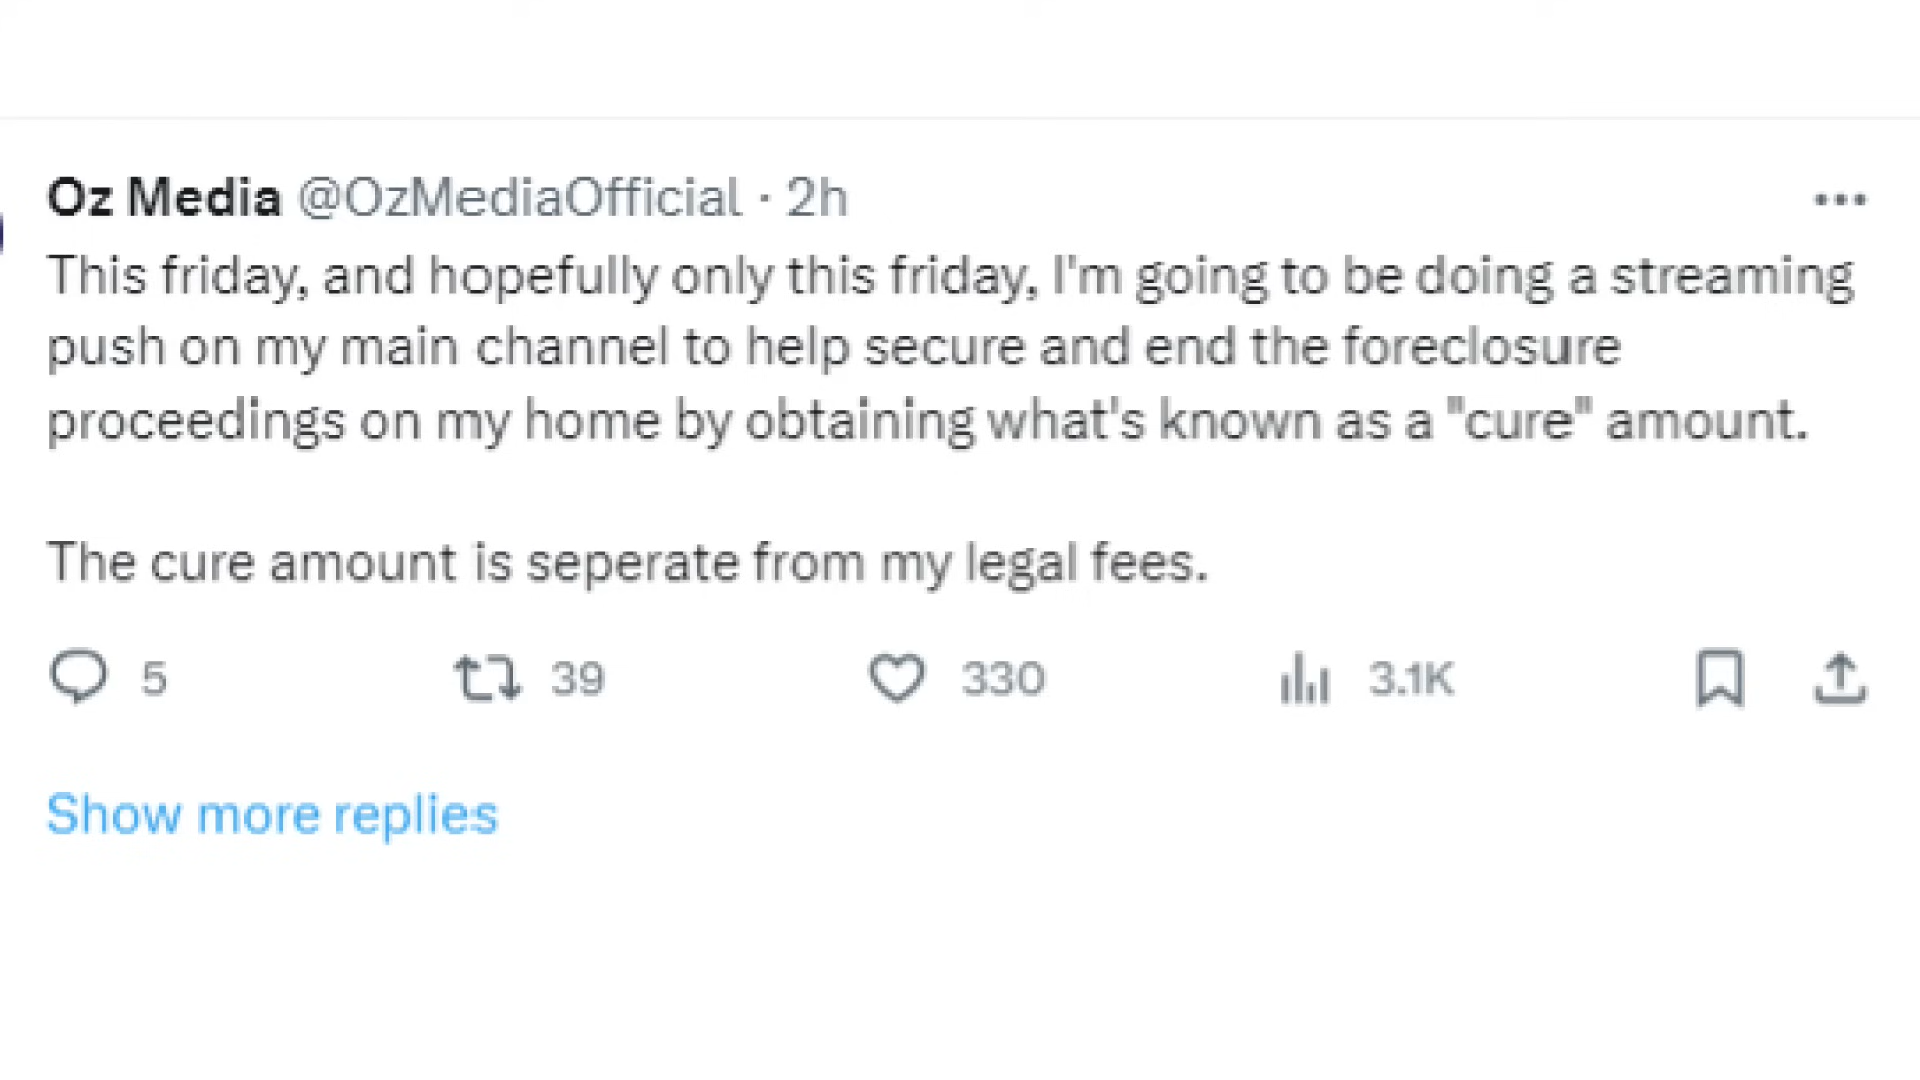 Oz Media @OzMediaOfficial · 2h
This friday, and hopefully only this friday, I'm going to be doing a streaming
push on my main channel to help secure and end the foreclosure
proceedings on my home by obtaining what's known as a "cure" amount.
The cure amount is seperate from my legal fees.
5 39 330 3.1K
Show more replies